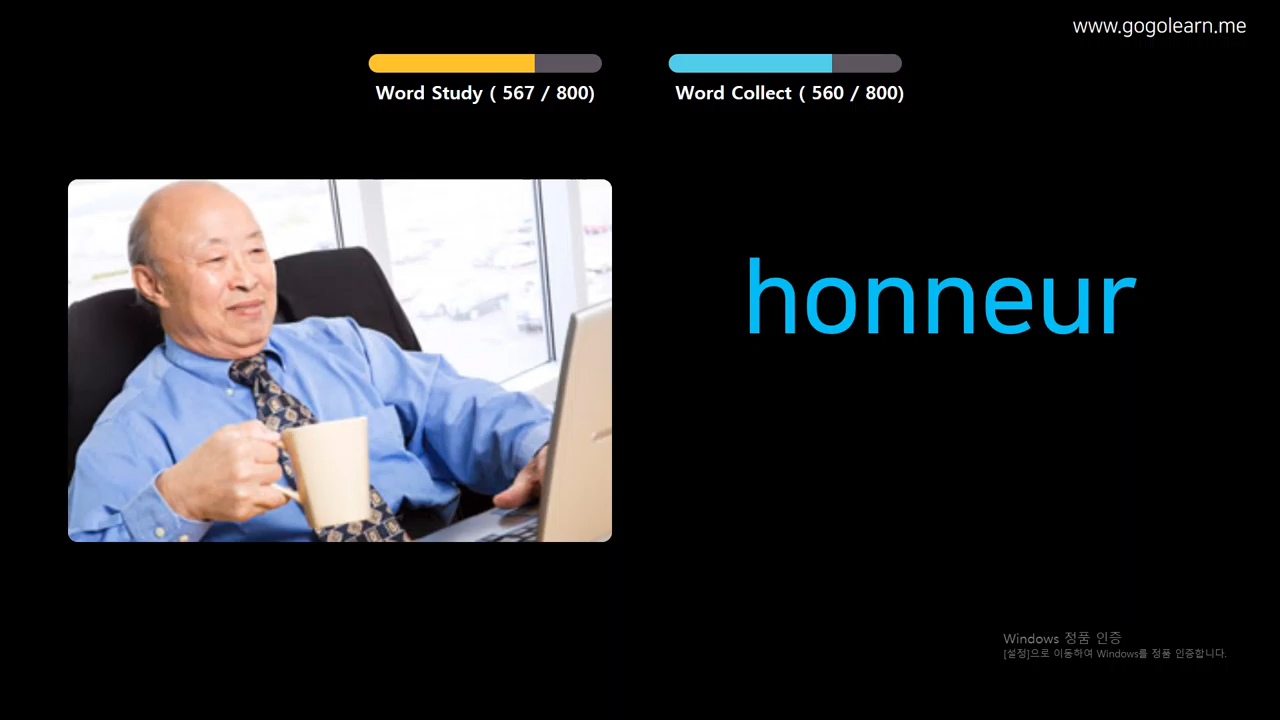 www.gogolearn.me
Word Study ( 567 / 800)
Word Collect ( 560 / 800)
honneur
Windows 정품 인증
[설정]으로 이동하여 Windows를 정품 인증합니다.